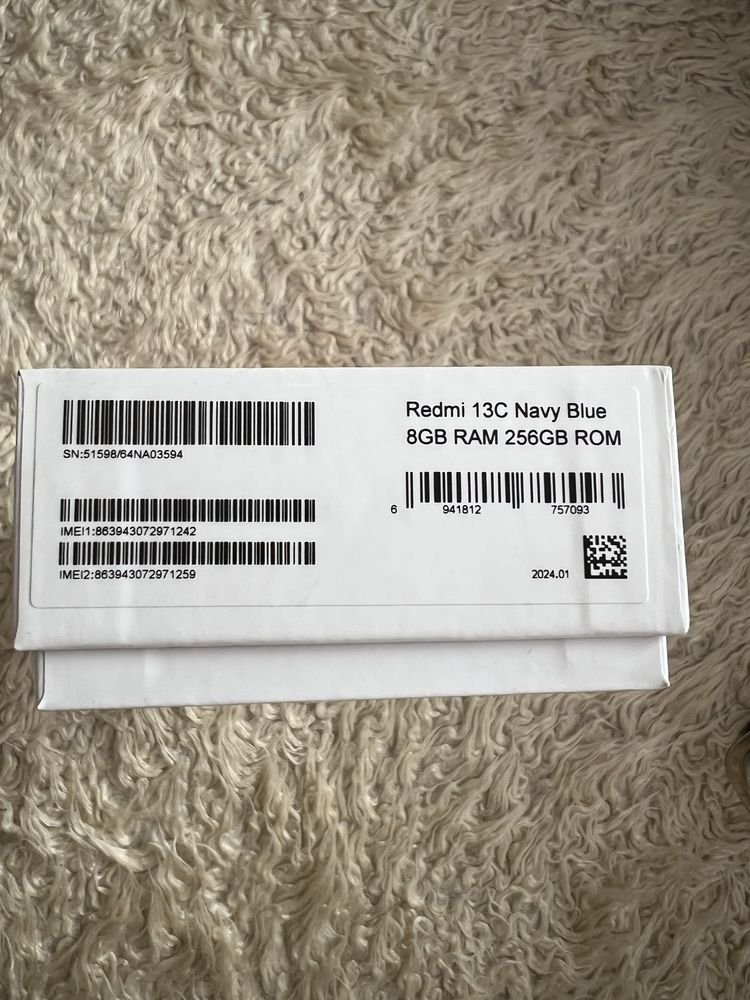 SN:51598/64NA03594
IMEI1:863943072971242
IMEI2:863943072971259
Redmi 13C Navy Blue
8GB RAM 256GB ROM
6 941812 757093
2024.01